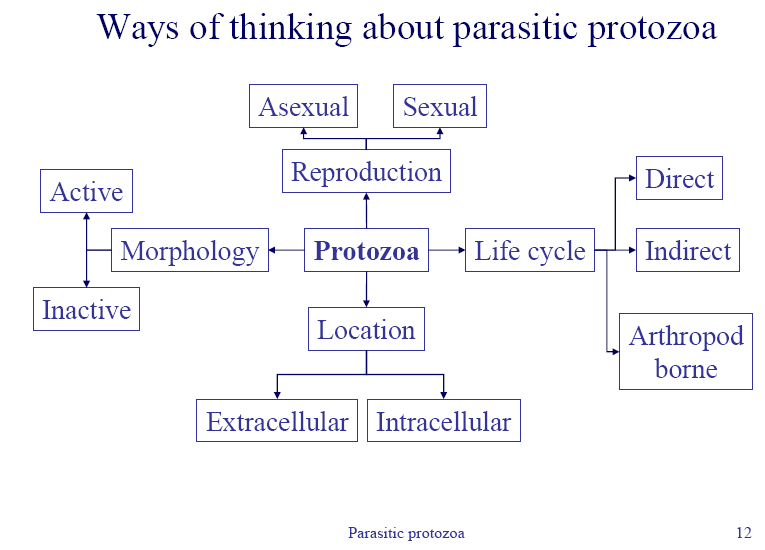 Ways of thinking about parasitic protozoa
Asexual
Sexual
Reproduction
Active
Direct
Morphology
Protozoa
Life cycle
Indirect
Inactive
Location
Arthropod
borne
Extracellular
Intracellular
Parasitic protozoa
12